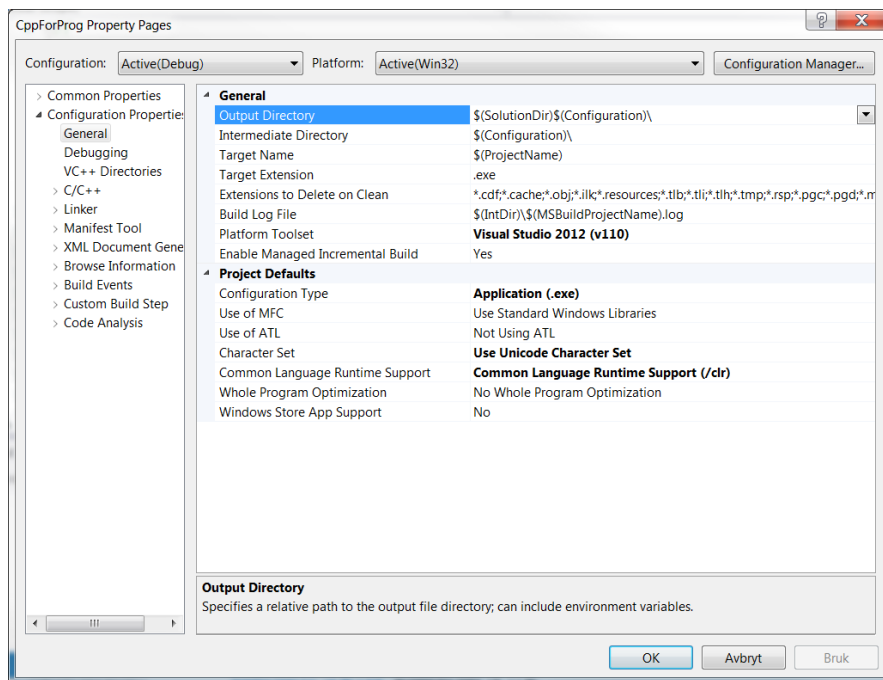 CppForProg Property Pages
Configuration: Active(Debug) Platform: Active(Win32) Configuration Manager...
Common Properties
Configuration Propertie
General
Debugging
VC++ Directories
C/C++
Linker
Manifest Tool
XML Document Gene
Browse Information
Build Events
Custom Build Step
Code Analysis
General
Output Directory $(SolutionDir)$(Configuration)\
Intermediate Directory $(Configuration)\
Target Name $(ProjectName)
Target Extension .exe
Extensions to Delete on Clean *.cdf;*.cache;*.obj;*.ilk;*.resources;*.tlb;*.tli;*.tlh;*.tmp;*.rsp;*.pgc;*.pgd;*.m
Build Log File $(IntDir)\$(MSBuildProjectName).log
Platform Toolset Visual Studio 2012 (v110)
Enable Managed Incremental Build Yes
Project Defaults
Configuration Type Application (.exe)
Use of MFC Use Standard Windows Libraries
Use of ATL Not Using ATL
Character Set Use Unicode Character Set
Common Language Runtime Support Common Language Runtime Support (/clr)
Whole Program Optimization No Whole Program Optimization
Windows Store App Support No
Output Directory
Specifies a relative path to the output file directory; can include environment variables.
OK Avbryt Bruk